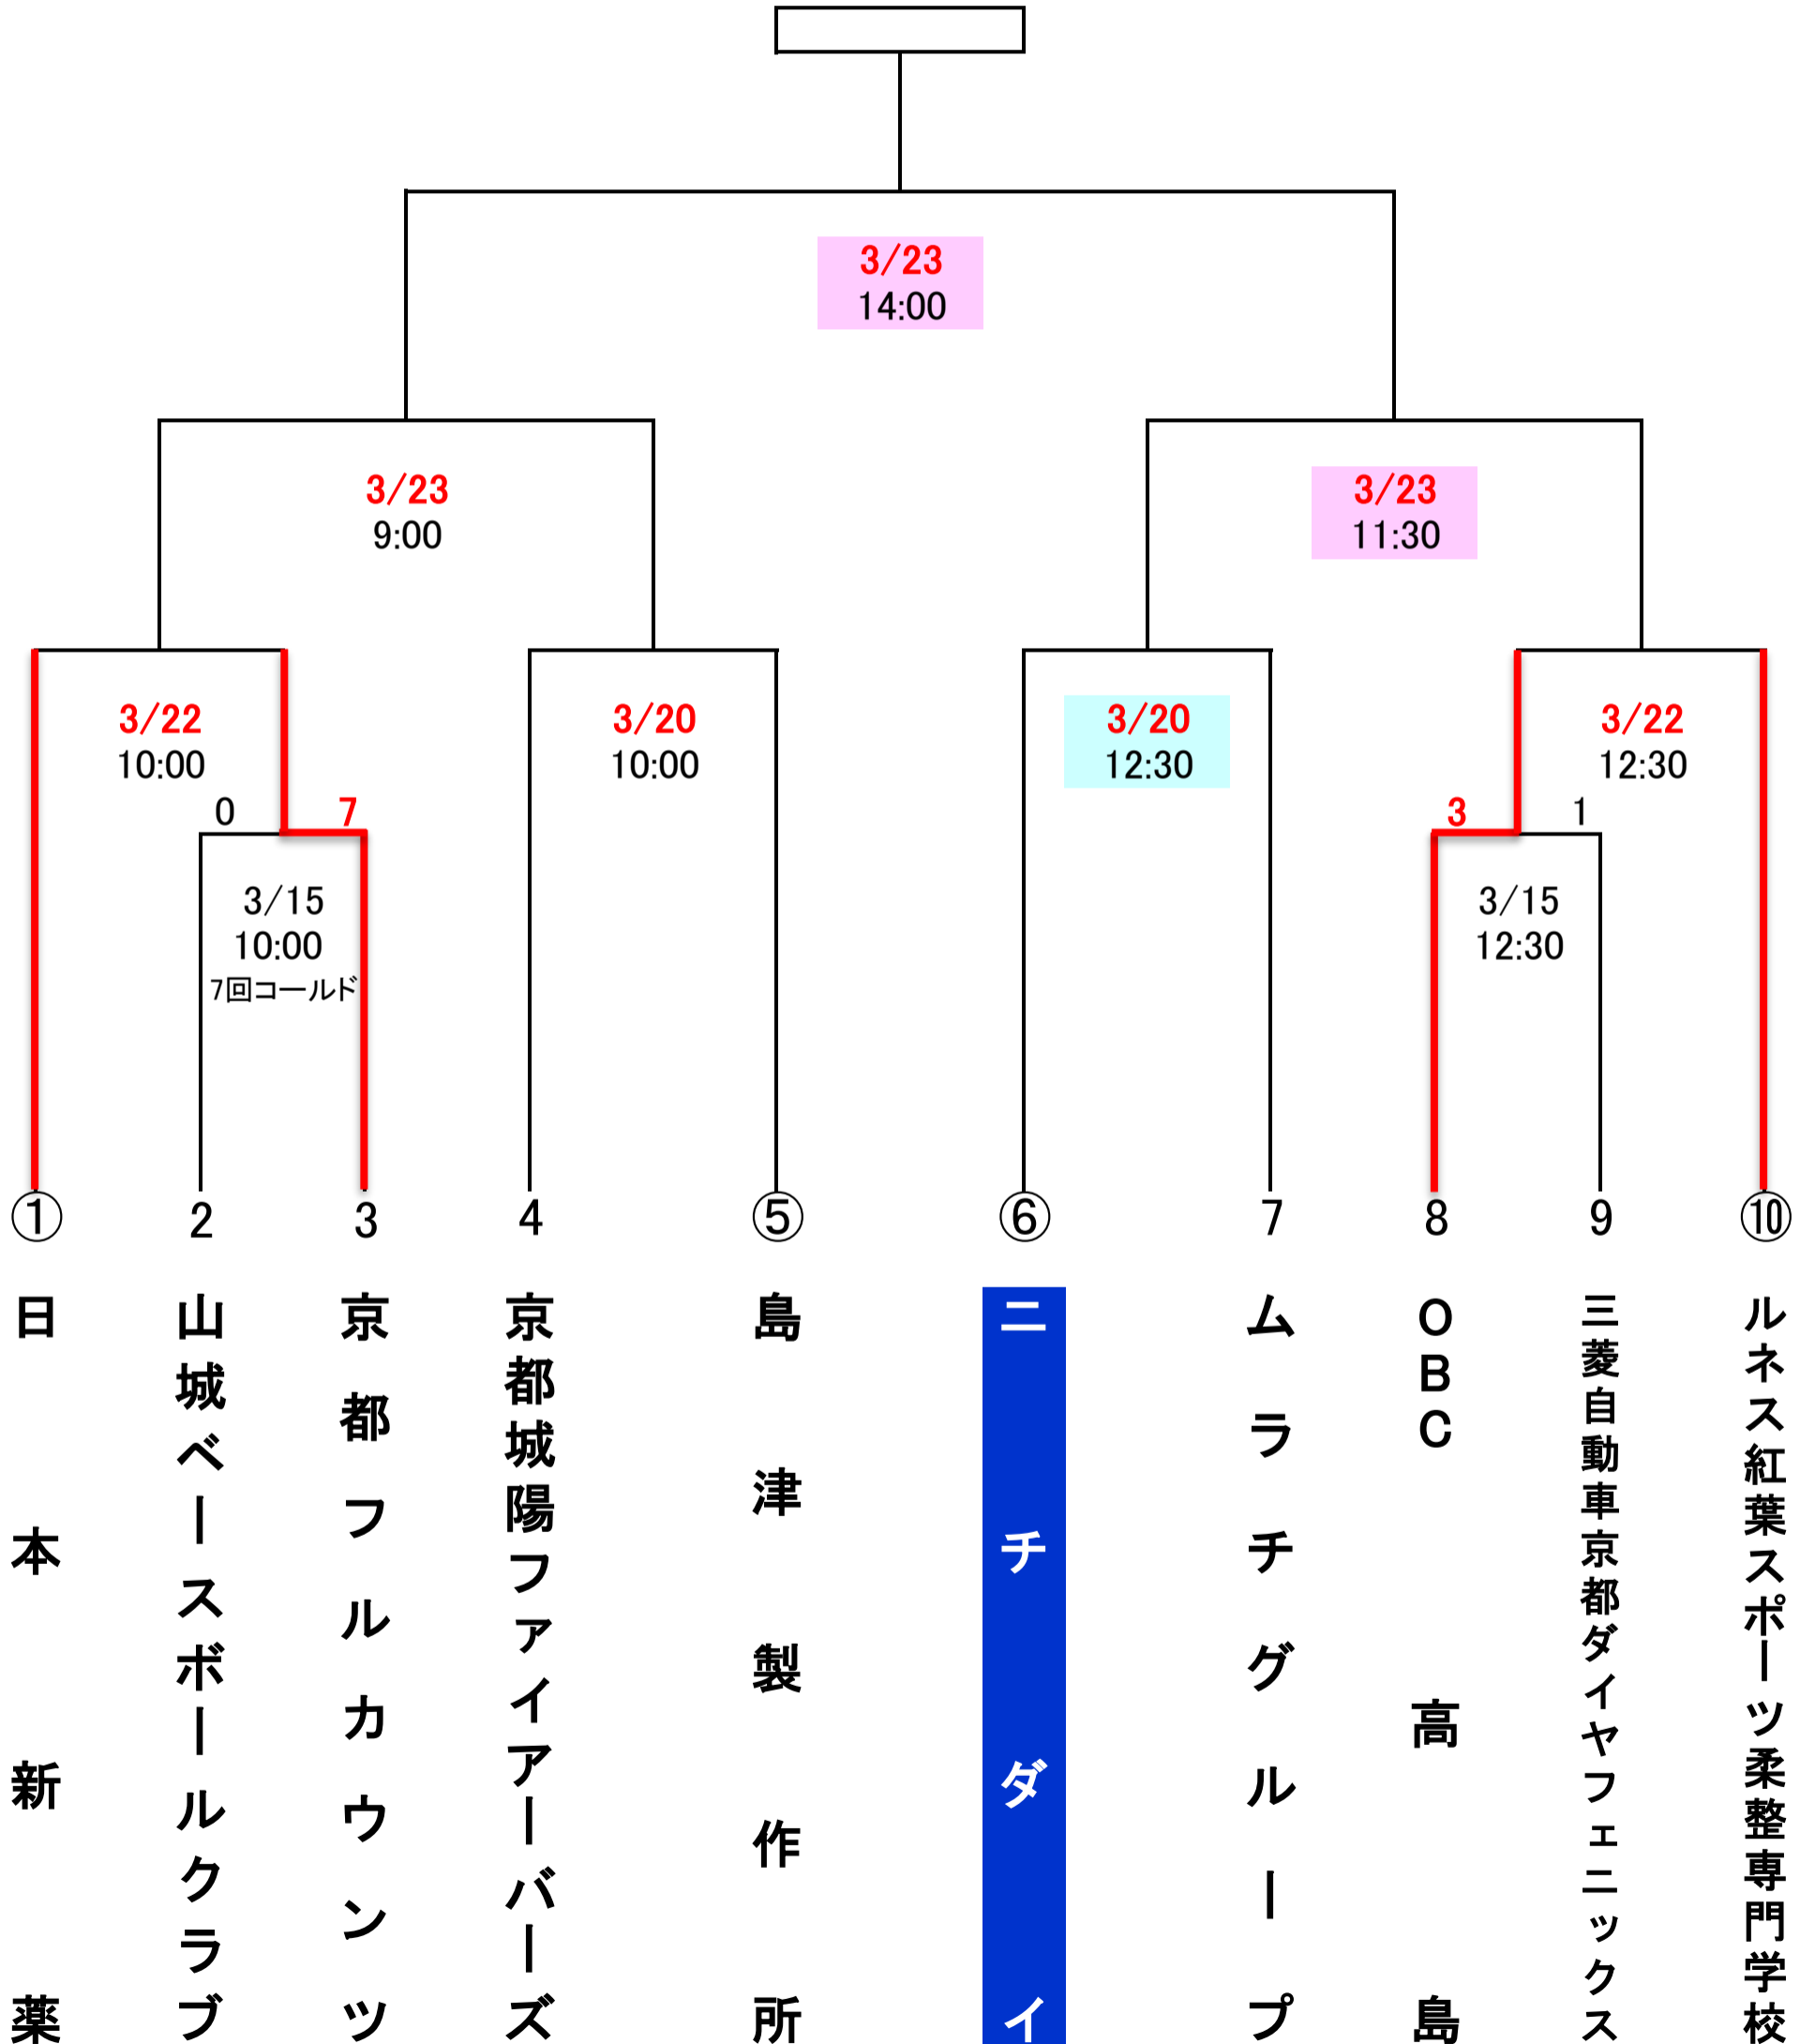 3/23
14:00
3/23
9:00
3/23
11:30
3/22
10:00
3/20
10:00
3/20
12:30
3/22
12:30
0 7
3 1
3/15
10:00
7回コールド
3/15
12:30
① 2 3 4 ⑤ ⑥ 7 8 9 ⑩
日本新薬
山城ベースボールクラブ
京都フルカウンツ
京都城陽ファイアーバーズ
島津製作所
ニチダイ
ムラチグループ
OBC高島
三菱自動車京都ダイヤフェニックス
ルネス紅葉スポーツ柔整専門学校